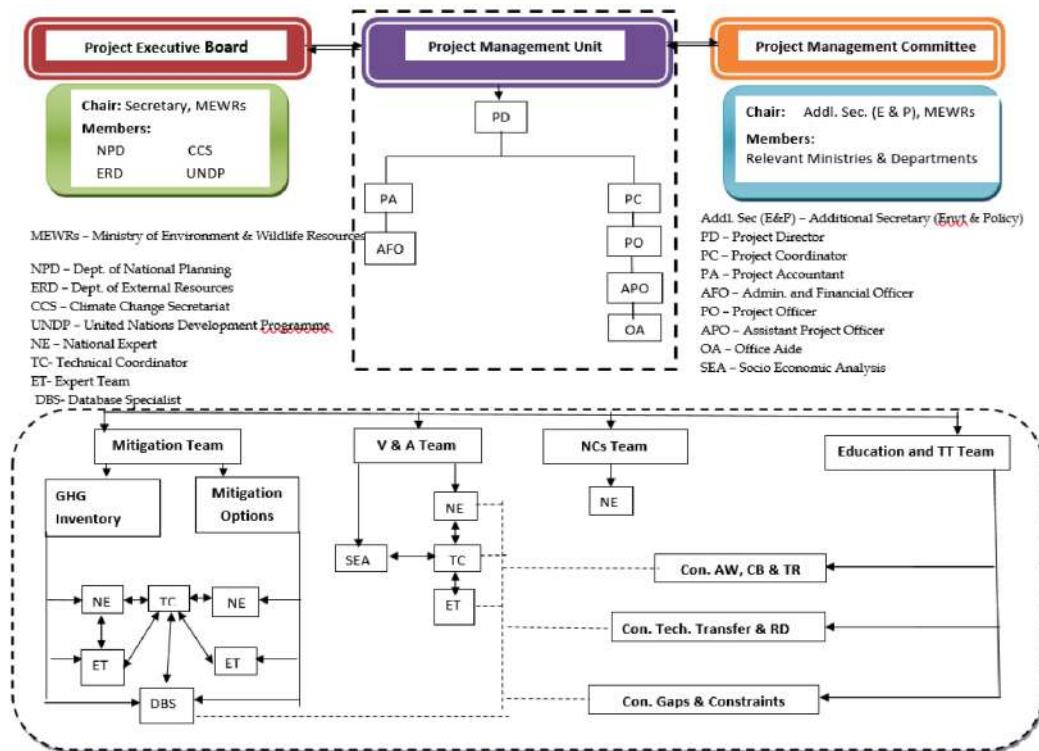 Project Executive Board
Project Management Unit
Project Management Committee
Chair: Secretary, MEWRs
Members:
NPD CCS
ERD UNDP
PD
PA
AFO
PC
PO
APO
OA
Chair: Addl. Sec. (E & P), MEWRs
Members:
Relevant Ministries & Departments
MEWRs – Ministry of Environment & Wildlife Resources
NPD – Dept. of National Planning
ERD – Dept. of External Resources
CCS – Climate Change Secretariat
UNDP – United Nations Development Programme
NE – National Expert
TC- Technical Coordinator
ET- Expert Team
DBS- Database Specialist
Addl. Sec (E&P) – Additional Secretary (Envt & Policy)
PD – Project Director
PC – Project Coordinator
PA – Project Accountant
AFO – Admin. and Financial Officer
PO – Project Officer
APO – Assistant Project Officer
OA – Office Aide
SEA – Socio Economic Analysis
Mitigation Team
V & A Team
NCs Team
Education and TT Team
GHG
Inventory
Mitigation
Options
NE
TC
NE
ET
ET
DBS
NE
SEA
TC
ET
NE
Con. AW, CB & TR
Con. Tech. Transfer & RD
Con. Gaps & Constraints